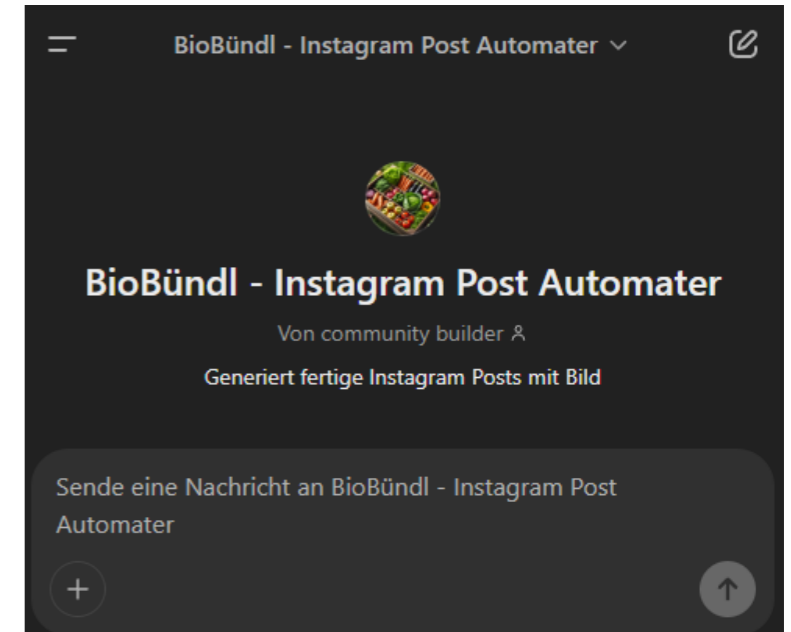 BioBündl - Instagram Post Automater
BioBündl - Instagram Post Automater
Von community builder
Generiert fertige Instagram Posts mit Bild
Sende eine Nachricht an BioBündl - Instagram Post
Automater